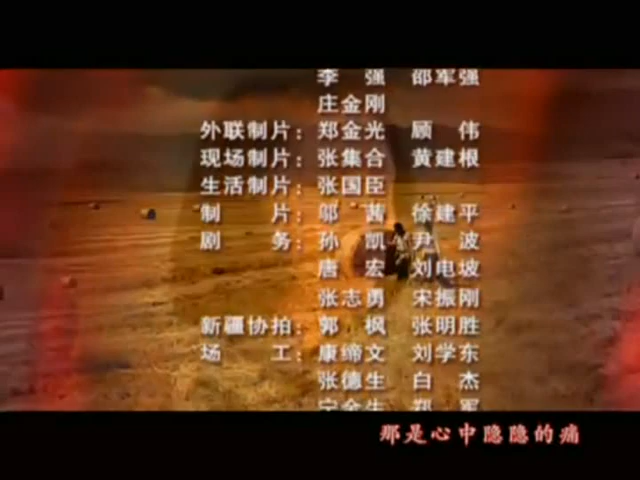 李 强 邵军强
庄金刚
外联制片：郑金光 顾 伟
现场制片：张集合 黄建根
生活制片：张国臣
制 片：邬 茜 徐建平
剧 务：孙 凯 尹 波
唐 宏 刘电坡
张志勇 宋振刚
新疆协拍：郭 枫 张明胜
场 工：康缔文 刘学东
张德生 白 杰
郑 军
那是心中隐隐的痛